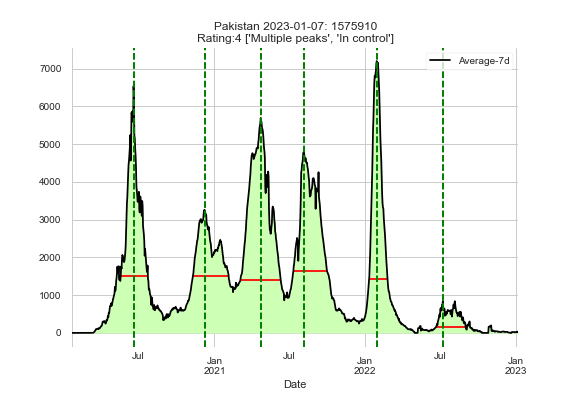 Pakistan 2023-01-07: 1575910
Rating:4 ['Multiple peaks', 'In control']
Average-7d
7000
6000
5000
4000
3000
2000
1000
0
Jul
Jan
2021
Jul
Jan
2022
Jul
Jan
2023
Date